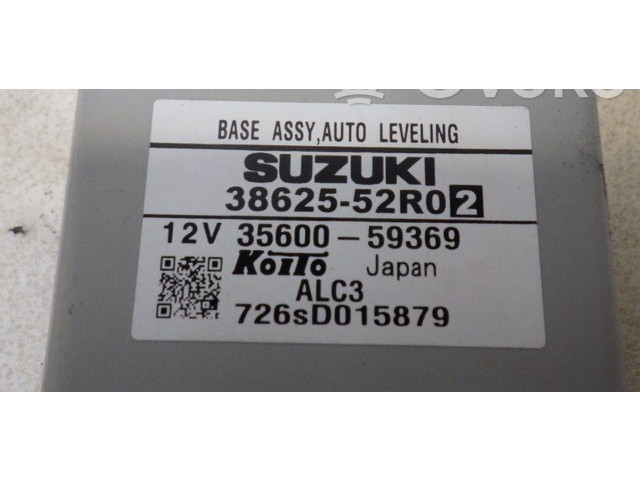 BASE ASSY,AUTO LEVELING
SUZUKI
38625-52R02
12V 35600-59369
KOITO Japan
ALC3
726sD015879